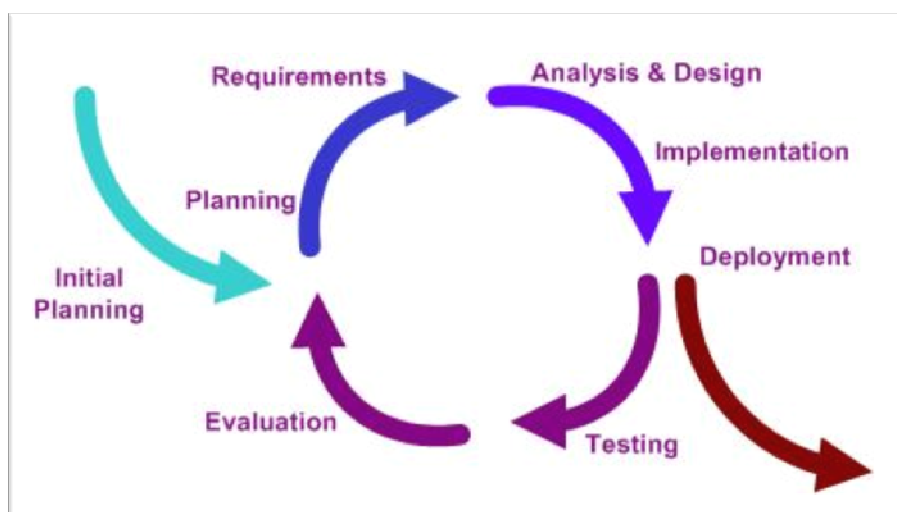 Requirements
Analysis & Design
Implementation
Planning
Deployment
Initial
Planning
Evaluation
Testing